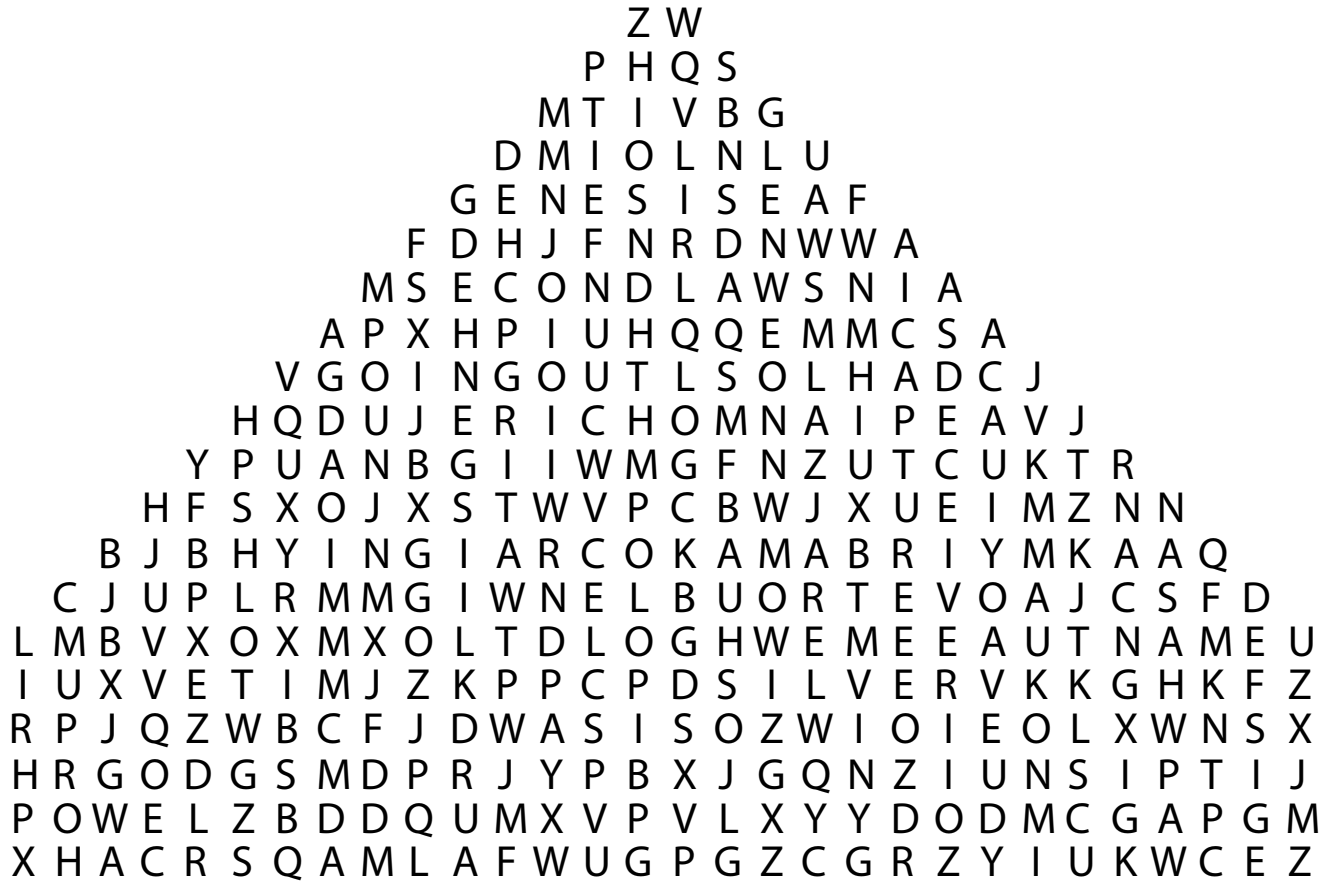 Z W
P H Q S
M T I V B G
D M I O L N L U
G E N E S I S E A F
F D H J F N R D N W W A
M S E C O N D L A W S N I A
A P X H P I U H Q Q E M M C S A
V G O I N G O U T L S O L H A D C J
H Q D U J E R I C H O M N A I P E A V J
Y P U A N B G I I W M G F N Z U T C U K T R
H F S X O J X S T W V P C B W J X U E I M Z N N
B J B H Y I N G I A R C O K A M A B R I Y M K A A Q
C J U P L R M M G I W N E L B U O R T E V O A J C S F D
L M B V X O X M X O L T D L O G H W E M E E A U T N A M E U
I U X V E T I M J Z K P P C P D S I L V E R V K K G H K F Z
R P J Q Z W B C F J D W A S I S O Z W I O I E O L X W N S X
H R G O D G S M D P R J Y P B X J G Q N Z I U N S I P T I J
P O W E L Z B D D Q U M X V P V L X Y Y D O D M C G A P G M
X H A C R S Q A M L A F W U G P G Z C G R Z Y I U K W C E Z